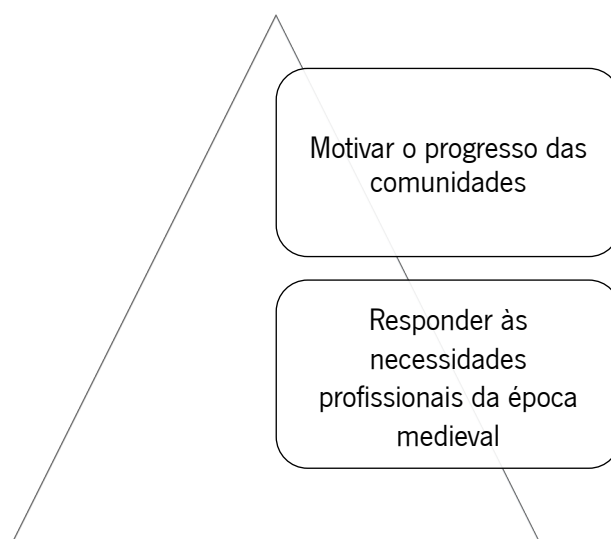 Motivar o progresso das
comunidades
Responder às
necessidades
profissionais da época
medieval